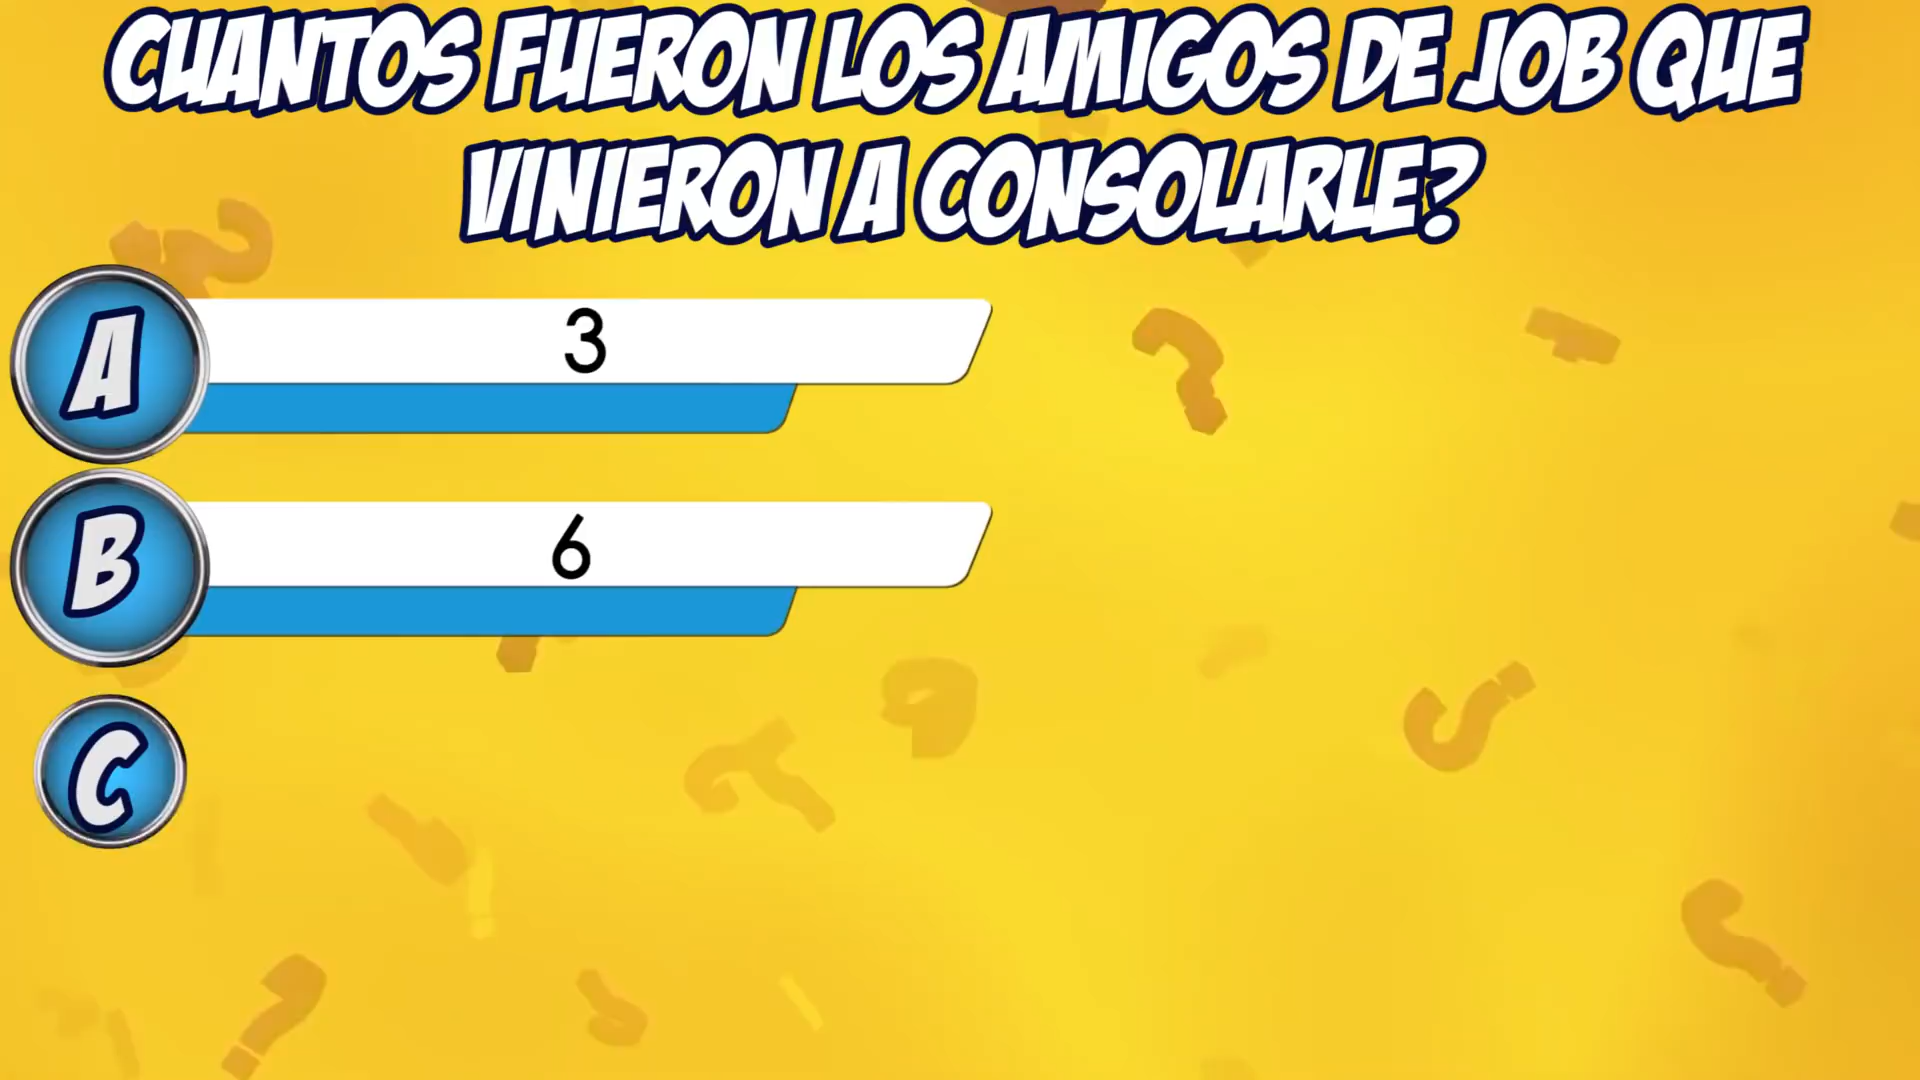 CUANTOS FUERON LOS AMIGOS DE JOB QUE
VINIERON A CONSOLARLE?
A 3
B 6
C